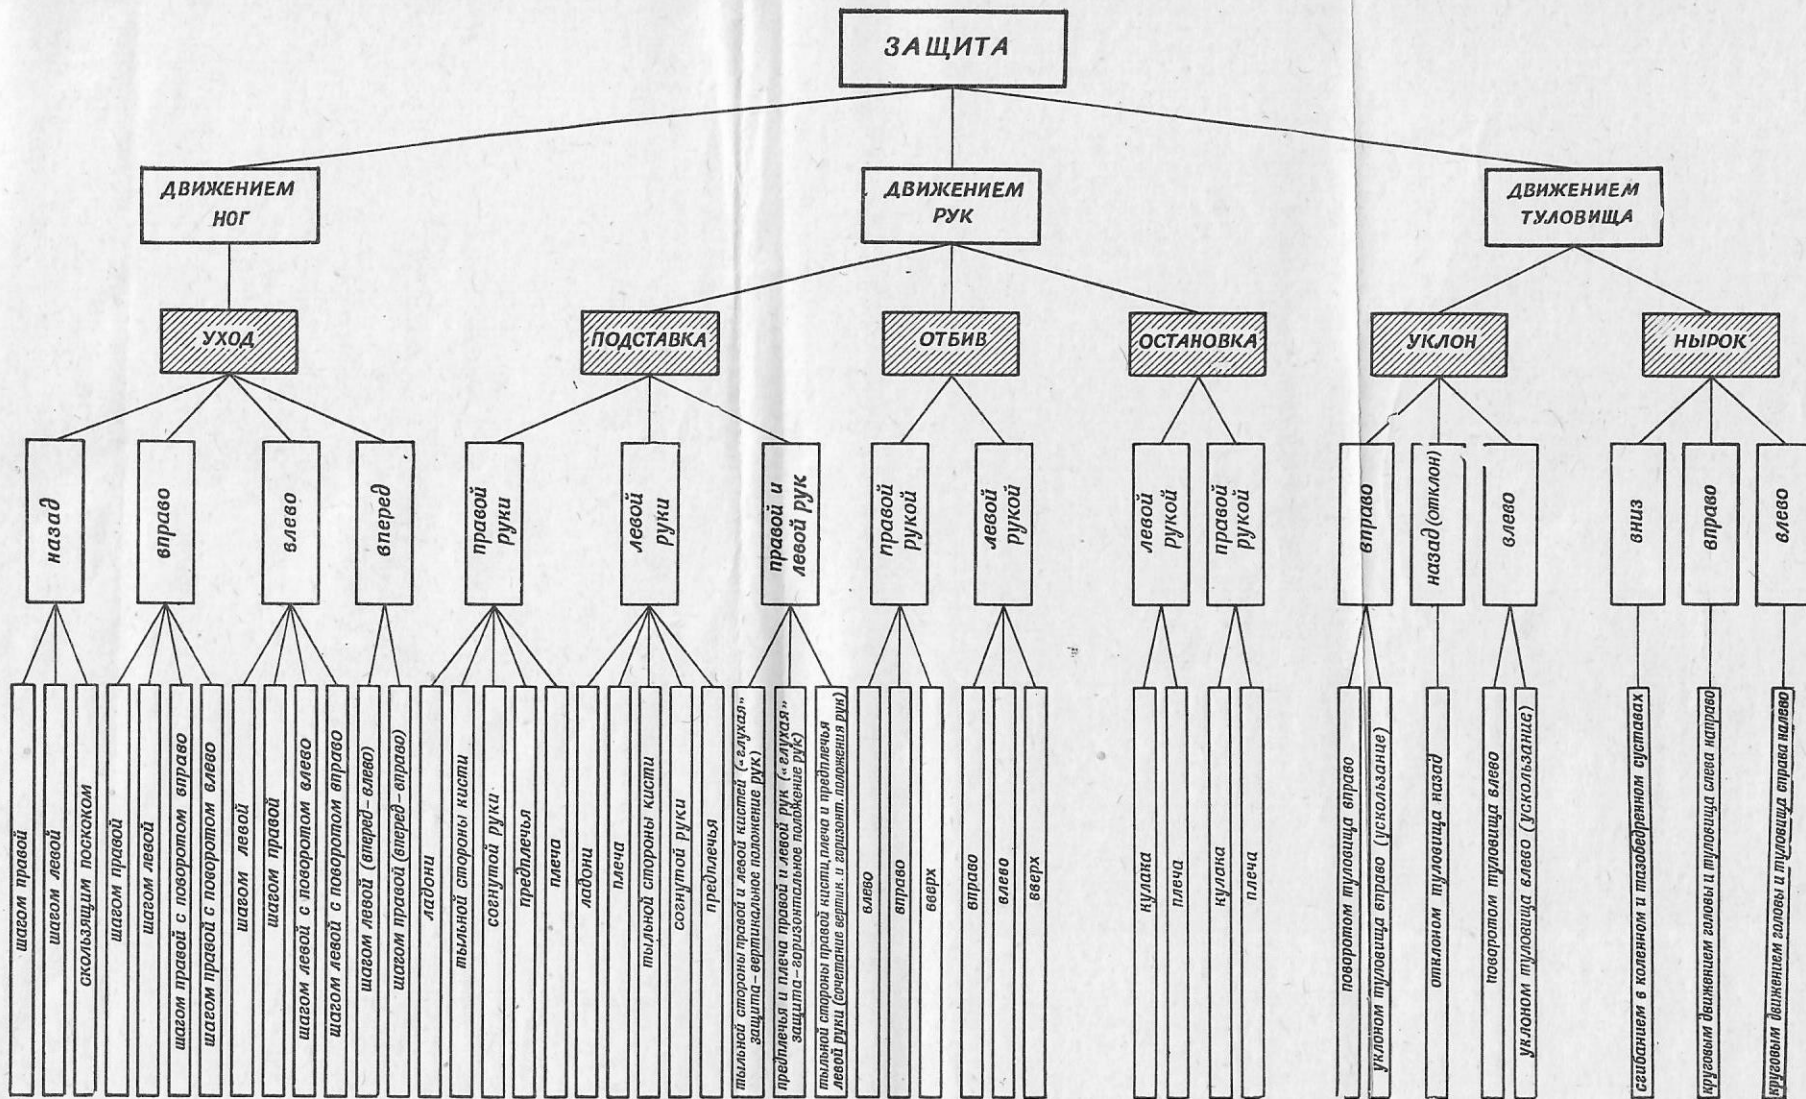 ЗАЩИТА
ДВИЖЕНИЕМ
НОГ
ДВИЖЕНИЕМ
РУК
ДВИЖЕНИЕМ
ТУЛОВИЩА
УХОД
ПОДСТАВКА
ОТБИВ
ОСТАНОВКА
УКЛОН
НЫРОК
назад
вправо
влево
вперед
правой
руки
левой
руки
правой и
левой рук
правой
рукой
левой
рукой
левой
рукой
правой
рукой
вправо
назад (отклон)
влево
вниз
вправо
влево
шагом правой
шагом левой
скользящим поскоком
шагом правой
шагом левой
шагом правой с поворотом вправо
шагом правой с поворотом влево
шагом левой
шагом правой
шагом левой с поворотом влево
шагом левой с поворотом вправо
шагом левой (вперед–влево)
шагом правой (вперед–вправо)
ладони
тыльной стороны кисти
согнутой руки
предплечья
плеча
ладони
плеча
тыльной стороны кисти
согнутой руки
предплечья
тыльной стороны правой и левой кистей («глухая»
защита–вертикальное положение рук)
предплечья и плеча правой и левой рук («глухая»
защита–горизонтальное положение рук)
тыльной стороны правой кисти, плеча и предплечья
левой руки (сочетание вертик. и горизонт. положения рук)
влево
вправо
вверх
вправо
влево
вверх
кулака
плеча
кулака
плеча
поворотом туловища вправо
уклоном туловища вправо (ускользание)
отклоном туловища назад
поворотом туловища влево
уклоном туловища влево (ускользание)
сгибанием в коленном и тазобедренном суставах
круговым движением головы и туловища слева направо
круговым движением головы и туловища справа налево